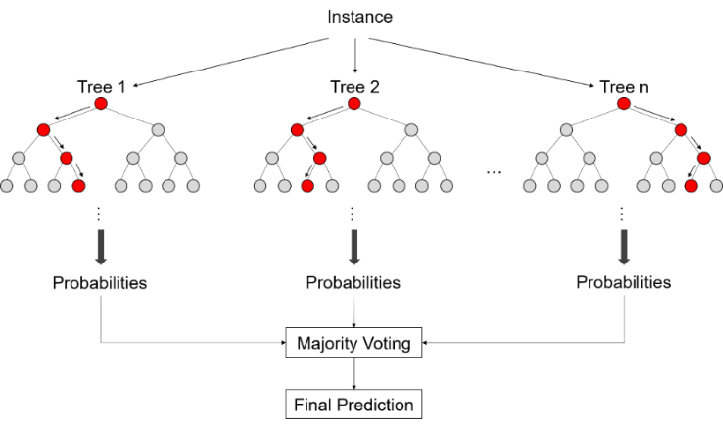 Instance
Tree 1
Tree 2
Tree n
...
Probabilities
Probabilities
Probabilities
Majority Voting
Final Prediction